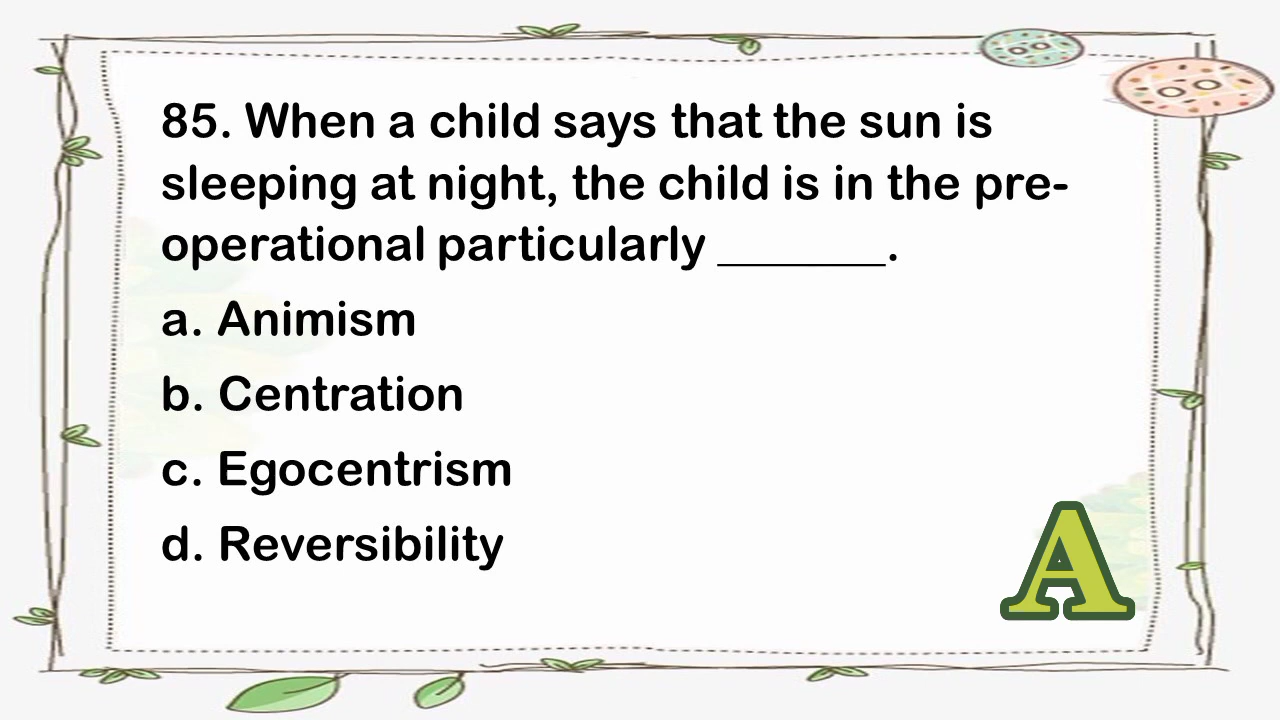 85. When a child says that the sun is
sleeping at night, the child is in the pre-
operational particularly _______.
a. Animism
b. Centration
c. Egocentrism
d. Reversibility
A